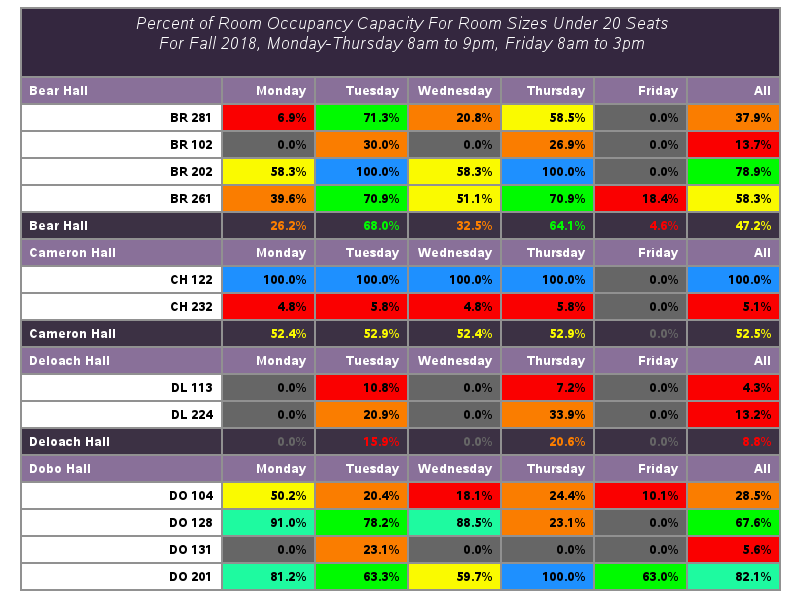 Percent of Room Occupancy Capacity For Room Sizes Under 20 Seats
For Fall 2018, Monday-Thursday 8am to 9pm, Friday 8am to 3pm
Bear Hall Monday Tuesday Wednesday Thursday Friday All
BR 281 6.9% 71.3% 20.8% 58.5% 0.0% 37.9%
BR 102 0.0% 30.0% 0.0% 26.9% 0.0% 13.7%
BR 202 58.3% 100.0% 58.3% 100.0% 0.0% 78.9%
BR 261 39.6% 70.9% 51.1% 70.9% 18.4% 58.3%
Bear Hall 26.2% 68.0% 32.5% 64.1% 4.6% 47.2%
Cameron Hall Monday Tuesday Wednesday Thursday Friday All
CH 122 100.0% 100.0% 100.0% 100.0% 0.0% 100.0%
CH 232 4.8% 5.8% 4.8% 5.8% 0.0% 5.1%
Cameron Hall 52.4% 52.9% 52.4% 52.9% 0.0% 52.5%
Deloach Hall Monday Tuesday Wednesday Thursday Friday All
DL 113 0.0% 10.8% 0.0% 7.2% 0.0% 4.3%
DL 224 0.0% 20.9% 0.0% 33.9% 0.0% 13.2%
Deloach Hall 0.0% 15.9% 0.0% 20.6% 0.0% 8.8%
Dobo Hall Monday Tuesday Wednesday Thursday Friday All
DO 104 50.2% 20.4% 18.1% 24.4% 10.1% 28.5%
DO 128 91.0% 78.2% 88.5% 23.1% 0.0% 67.6%
DO 131 0.0% 23.1% 0.0% 0.0% 0.0% 5.6%
DO 201 81.2% 63.3% 59.7% 100.0% 63.0% 82.1%